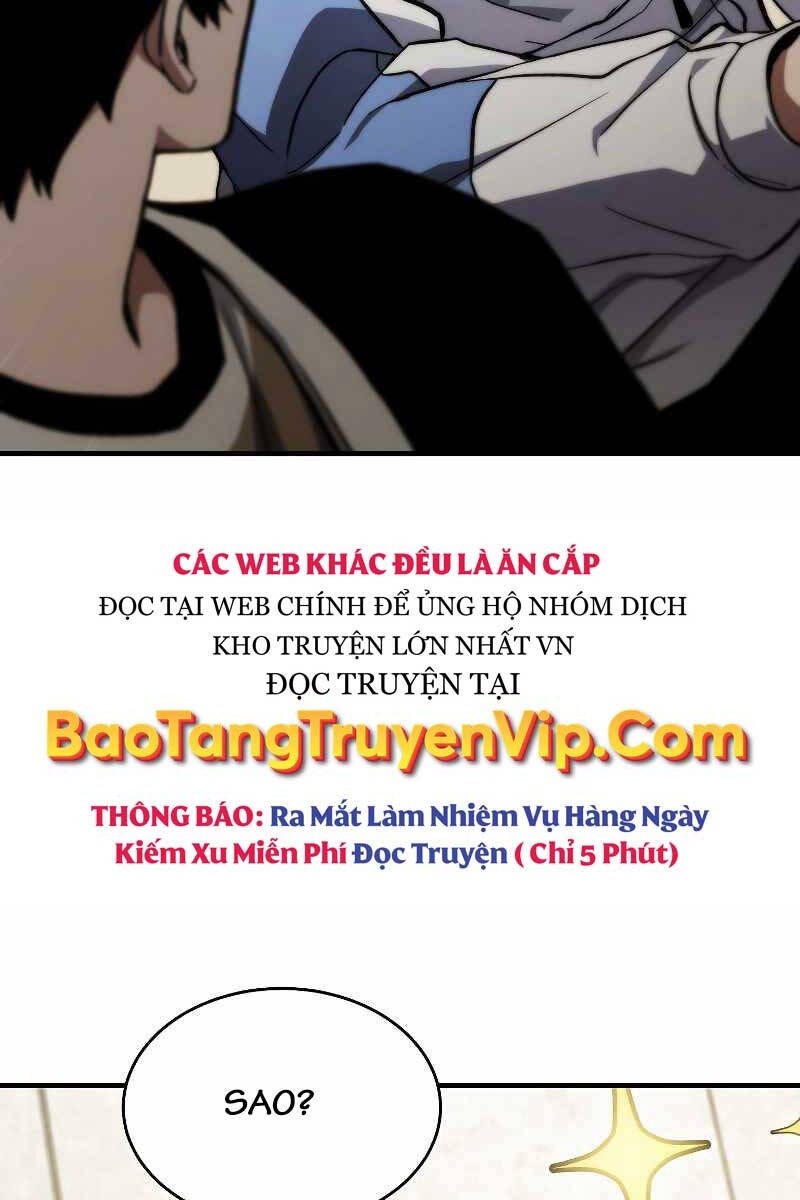 CÁC WEB KHÁC ĐỀU LÀ ĂN CẮP
ĐỌC TẠI WEB CHÍNH ĐỂ ỦNG HỘ NHÓM DỊCH
KHO TRUYỆN LỚN NHẤT VN
ĐỌC TRUYỆN TẠI
BaoTangTruyenVip.Com
THÔNG BÁO: Ra Mắt Làm Nhiệm Vụ Hàng Ngày
Kiếm Xu Miễn Phí Đọc Truyện ( Chỉ 5 Phút)
SAO?